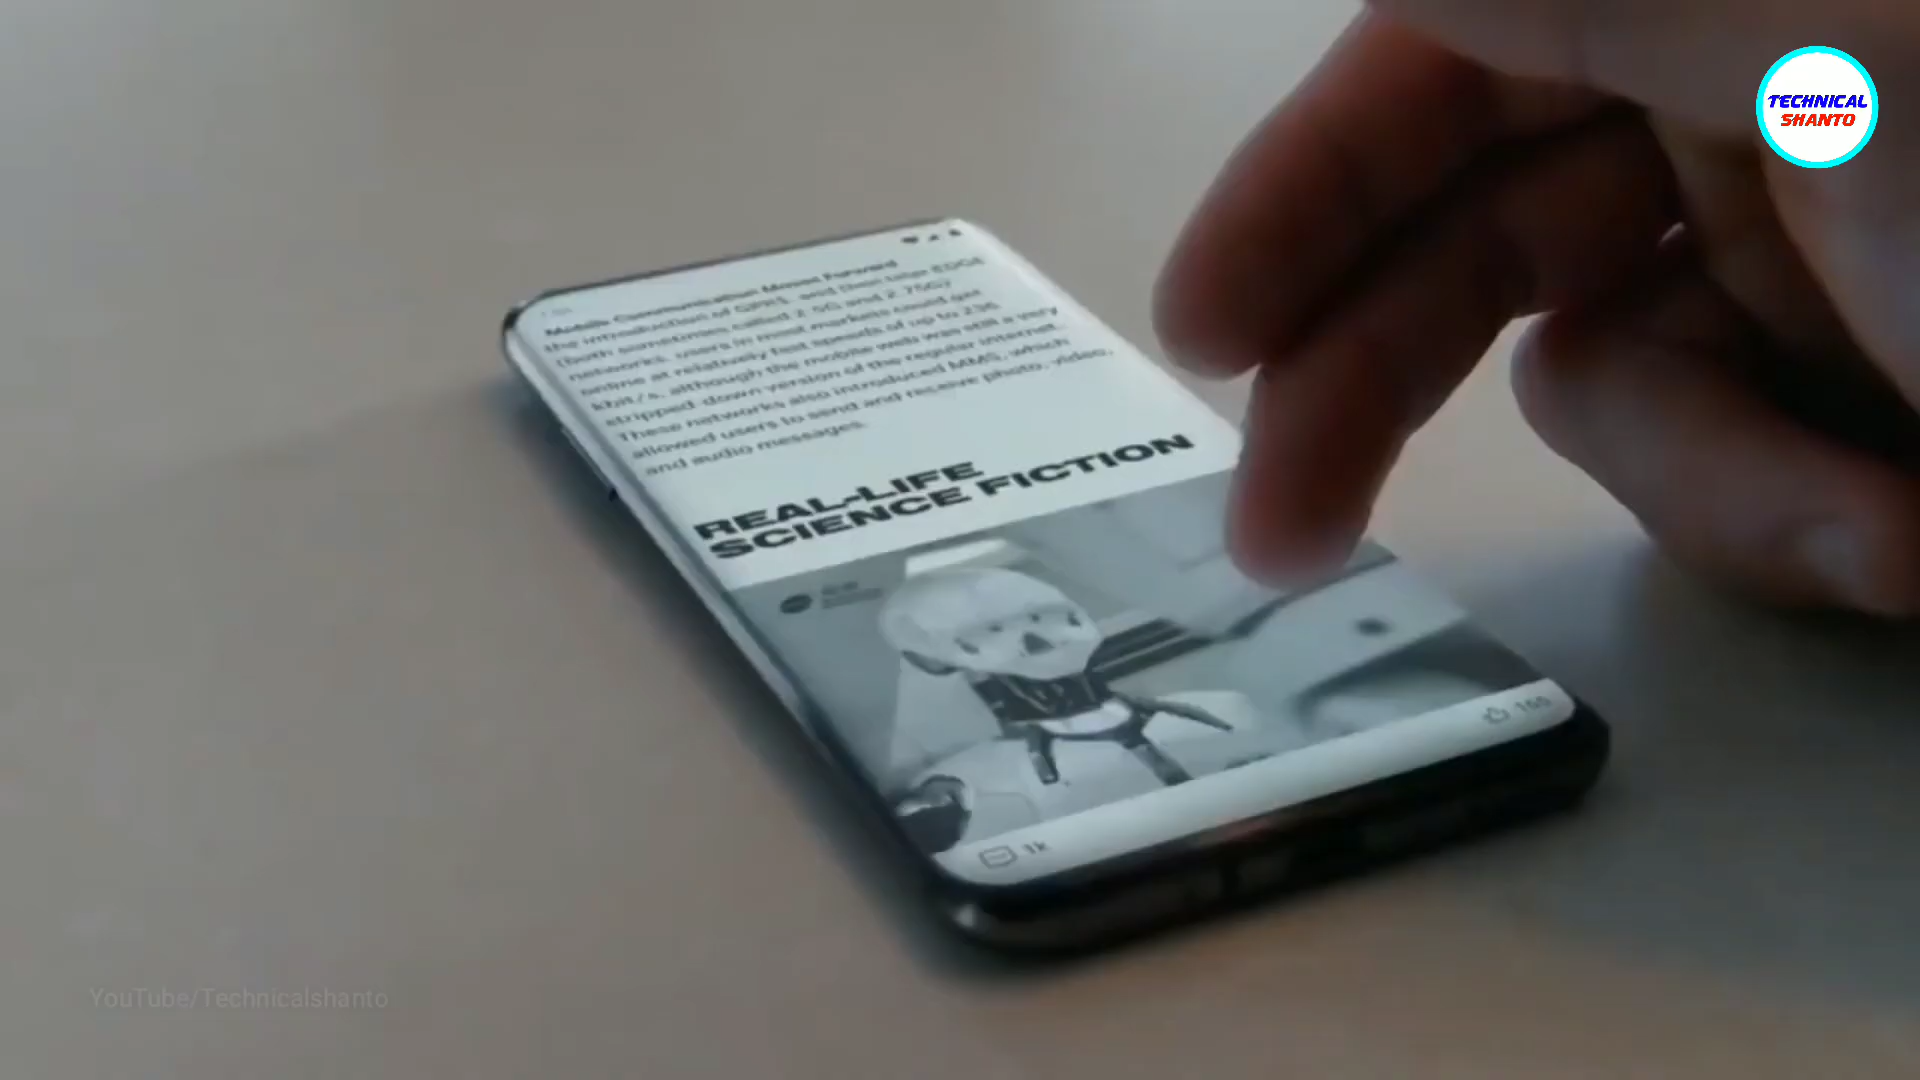 TECHNICAL
SHANTO
Mobile Communication Moves Forward
the introduction of GPRS, and then later EDGE
(both sometimes called 2.5G and 2.75G)
networks, users in most markets could get
online at relatively fast speeds of up to 236
kbit/s, although the mobile web was still a very
stripped-down version of the regular internet.
These networks also introduced MMS, which
allowed users to send and receive photo, video,
and audio messages.
REAL-LIFE
SCIENCE FICTION
160
1k
YouTube/Technicalshanto